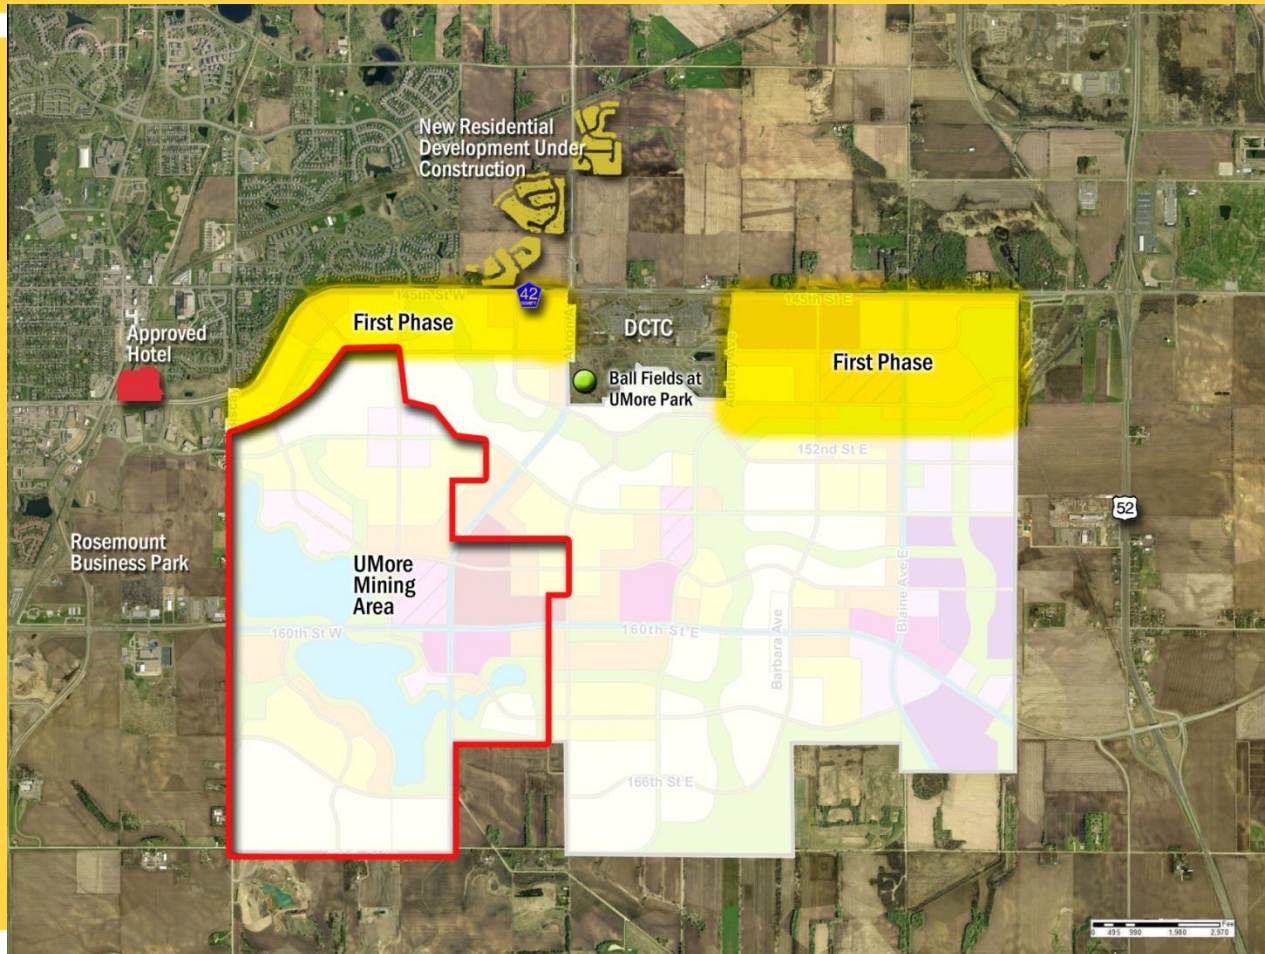 New Residential
Development Under
Construction
145th St W
42
COUNTY
145th St E
First Phase
DCTC
Approved
Hotel
First Phase
Ball Fields at
UMore Park
Akron A
Audrey Ave
152nd St E
52
Rosemount
Business Park
UMore
Mining
Area
Blaine Ave E
160th St W
160th St E
Barbara Ave
166th St E
0 495 990 1,980 2,970